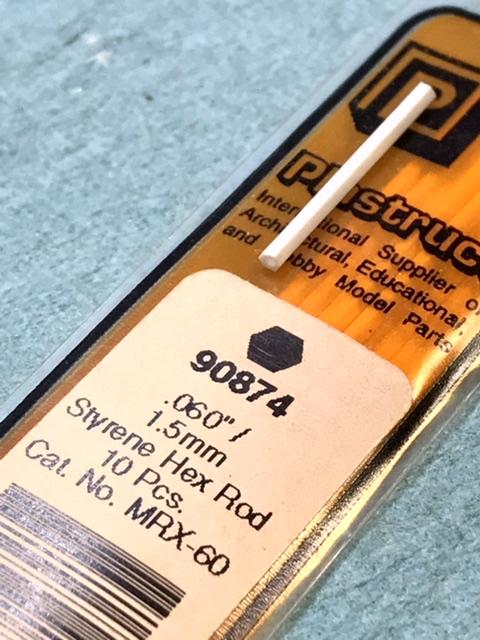 P
Plastruc
International Supplier of
Architectural, Educational,
and Hobby Model Parts
90874
.060" /
1.5mm
Styrene Hex Rod
10 Pcs.
Cat. No. MRX-60